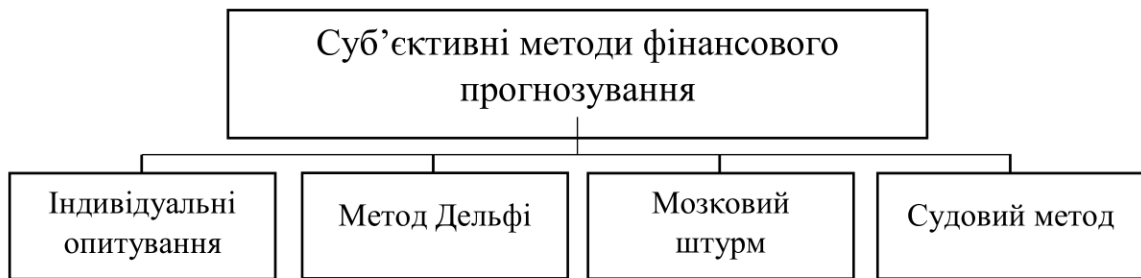 Суб’єктивні методи фінансового
прогнозування
Індивідуальні
опитування
Метод Дельфі
Мозковий
штурм
Судовий метод